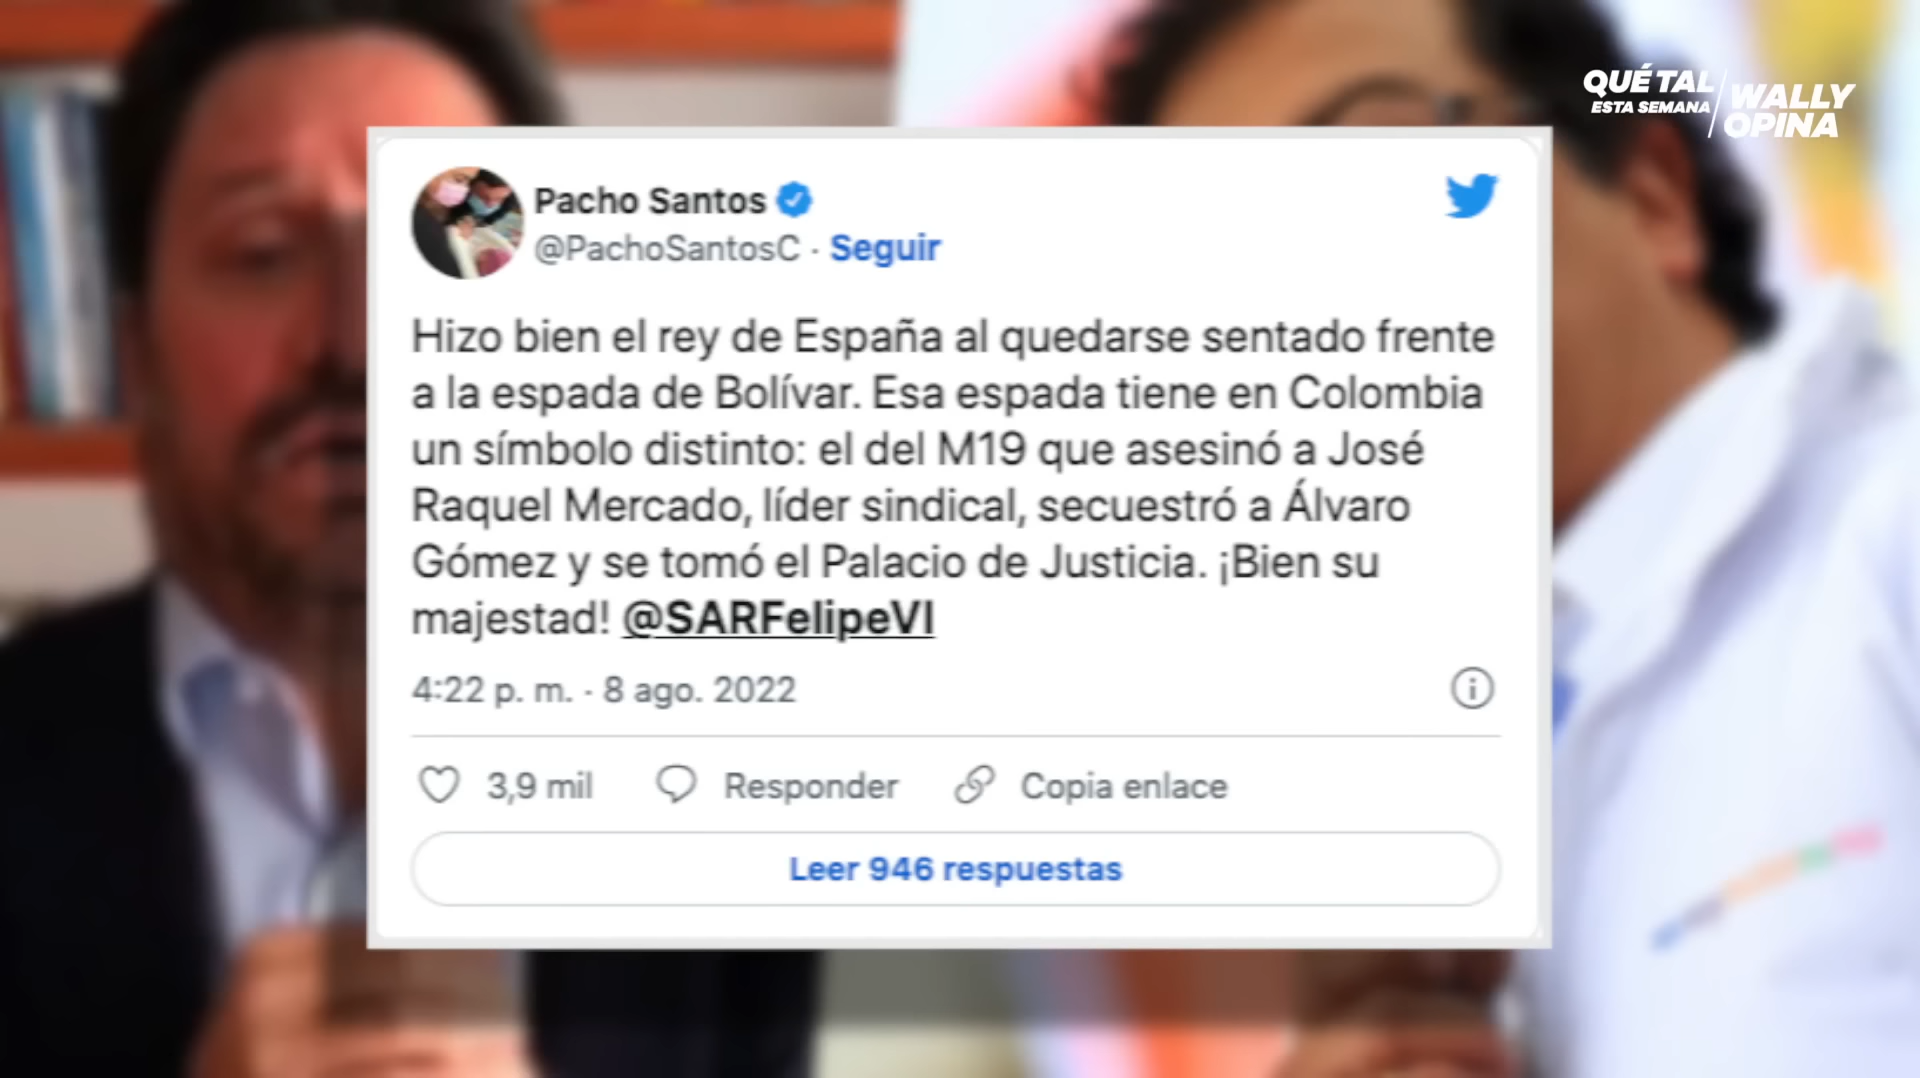 QUÉ TAL
ESTA SEMANA
WALLY
OPINA
Pacho Santos
@PachoSantosC · Seguir
Hizo bien el rey de España al quedarse sentado frente
a la espada de Bolívar. Esa espada tiene en Colombia
un símbolo distinto: el del M19 que asesinó a José
Raquel Mercado, líder sindical, secuestró a Álvaro
Gómez y se tomó el Palacio de Justicia. ¡Bien su
majestad! @SARFelipeVI
4:22 p. m. · 8 ago. 2022
3,9 mil Responder Copia enlace
Leer 946 respuestas